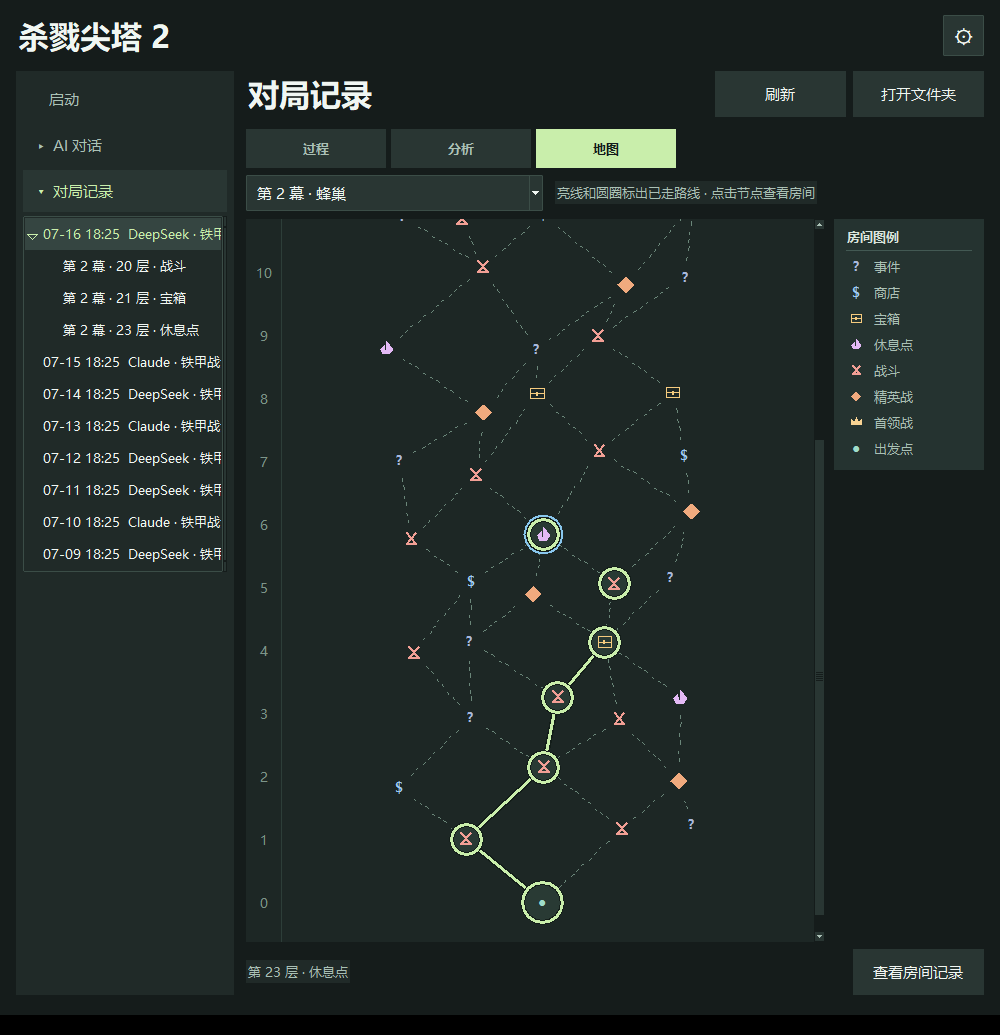 杀戮尖塔 2
启动
AI 对话
对局记录
07-16 18:25 DeepSeek · 铁甲
第 2 幕 · 20 层 · 战斗
第 2 幕 · 21 层 · 宝箱
第 2 幕 · 23 层 · 休息点
07-15 18:25 Claude · 铁甲战
07-14 18:25 DeepSeek · 铁甲
07-13 18:25 Claude · 铁甲战
07-12 18:25 DeepSeek · 铁甲
07-11 18:25 DeepSeek · 铁甲
07-10 18:25 Claude · 铁甲战
07-09 18:25 DeepSeek · 铁甲
对局记录
刷新
打开文件夹
过程
分析
地图
第 2 幕 · 蜂巢
亮线和圆圈标出已走路线 · 点击节点查看房间
10
?
9
?
8
7
?
$
6
5
$
?
4
?
3
?
2
$
1
?
0
房间图例
? 事件
$ 商店
宝箱
休息点
战斗
精英战
首领战
出发点
第 23 层 · 休息点
查看房间记录